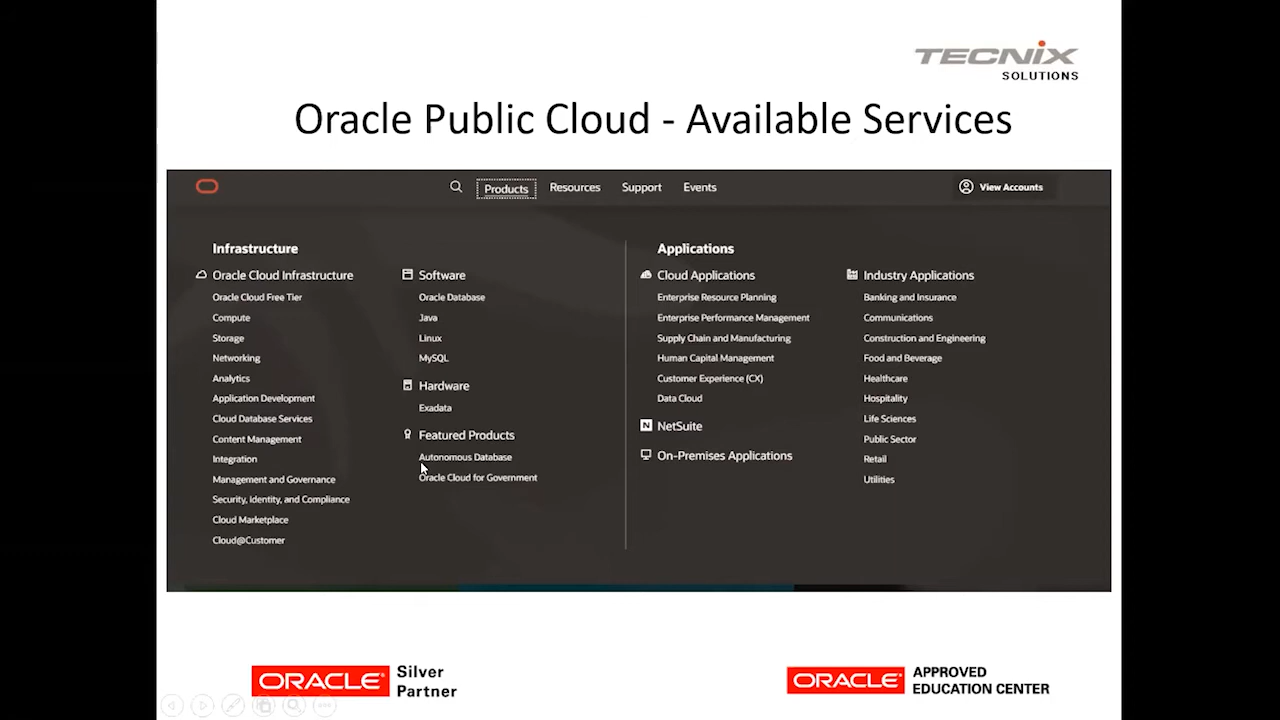 TECNIX
SOLUTIONS
Oracle Public Cloud - Available Services
Products
Resources
Support
Events
View Accounts
Infrastructure
Oracle Cloud Infrastructure
Oracle Cloud Free Tier
Compute
Storage
Networking
Analytics
Application Development
Cloud Database Services
Content Management
Integration
Management and Governance
Security, Identity, and Compliance
Cloud Marketplace
Cloud@Customer
Software
Oracle Database
Java
Linux
MySQL
Hardware
Exadata
Featured Products
Autonomous Database
Oracle Cloud for Government
Applications
Cloud Applications
Enterprise Resource Planning
Enterprise Performance Management
Supply Chain and Manufacturing
Human Capital Management
Customer Experience (CX)
Data Cloud
N NetSuite
On-Premises Applications
Industry Applications
Banking and Insurance
Communications
Construction and Engineering
Food and Beverage
Healthcare
Hospitality
Life Sciences
Public Sector
Retail
Utilities
ORACLE
Silver
Partner
ORACLE
APPROVED
EDUCATION CENTER